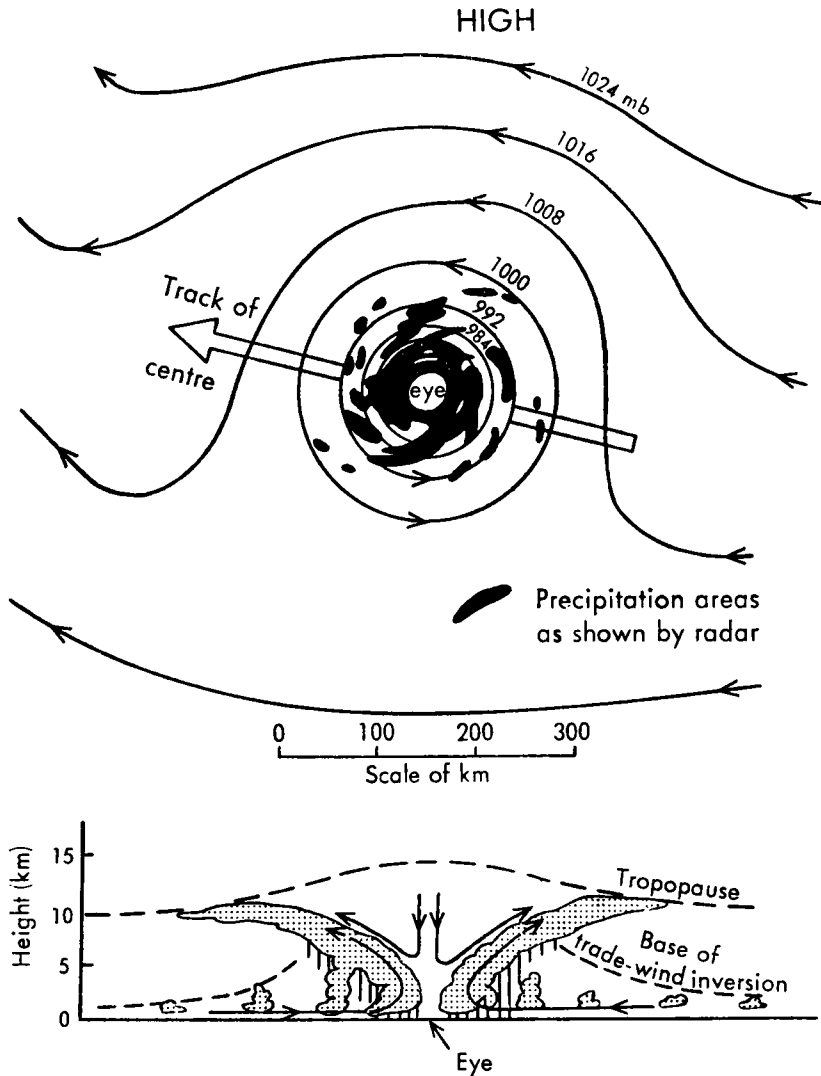 HIGH
1024 mb
1016
1008
1000
992
984
Track of
centre
eye
Precipitation areas
as shown by radar
0 100 200 300
Scale of km
Height (km)
15
10
5
0
Tropopause
Base of
trade-wind inversion
Eye